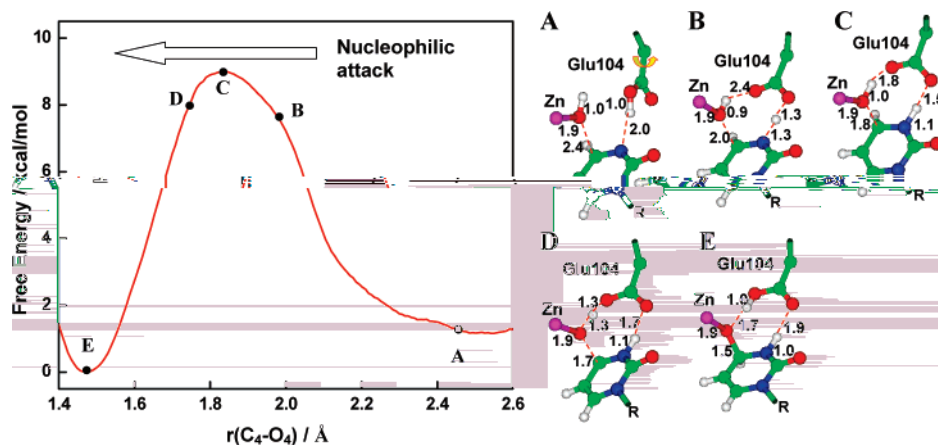 Free Energy /kcal/mol
10
8
6
4
2
0
1.4 1.6 1.8 2.0 2.2 2.4 2.6
r(C4-O4) / Å
Nucleophilic
attack
A
B
C
D
E
A
Glu104
Zn
1.0
1.0
1.9
2.0
2.4
B
Glu104
Zn
2.4
0.9
1.9
1.3
2.0
1.3
R
C
Glu104
Zn
1.8
1.0
1.9
1.8
1.1
R
D
Glu104
Zn
1.3
1.3
1.7
1.9
1.1
1.7
R
E
Glu104
Zn
1.0
1.9
1.7
1.9
1.5
1.0
R